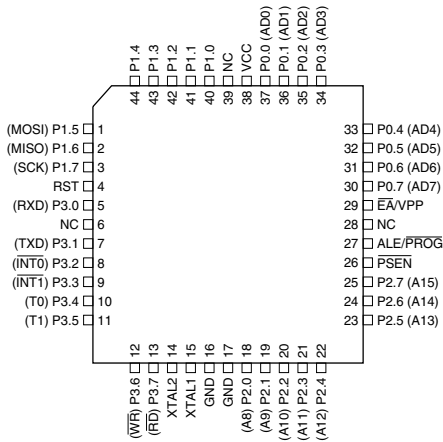 P1.4
P1.3
P1.2
P1.1
P1.0
NC
VCC
P0.0 (AD0)
P0.1 (AD1)
P0.2 (AD2)
P0.3 (AD3)
44
43
42
41
40
39
38
37
36
35
34
(MOSI) P1.5 1
(MISO) P1.6 2
(SCK) P1.7 3
RST 4
(RXD) P3.0 5
NC 6
(TXD) P3.1 7
(INT0) P3.2 8
(INT1) P3.3 9
(T0) P3.4 10
(T1) P3.5 11
33 P0.4 (AD4)
32 P0.5 (AD5)
31 P0.6 (AD6)
30 P0.7 (AD7)
29 EA/VPP
28 NC
27 ALE/PROG
26 PSEN
25 P2.7 (A15)
24 P2.6 (A14)
23 P2.5 (A13)
12
13
14
15
16
17
18
19
20
21
22
(WR) P3.6
(RD) P3.7
XTAL2
XTAL1
GND
GND
(A8) P2.0
(A9) P2.1
(A10) P2.2
(A11) P2.3
(A12) P2.4